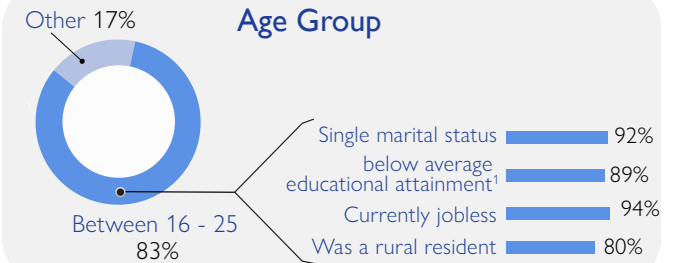 Other 17%
Age Group
Single marital status 92%
below average
educational attainment¹ 89%
Currently jobless 94%
Between 16 - 25
83%
Was a rural resident 80%